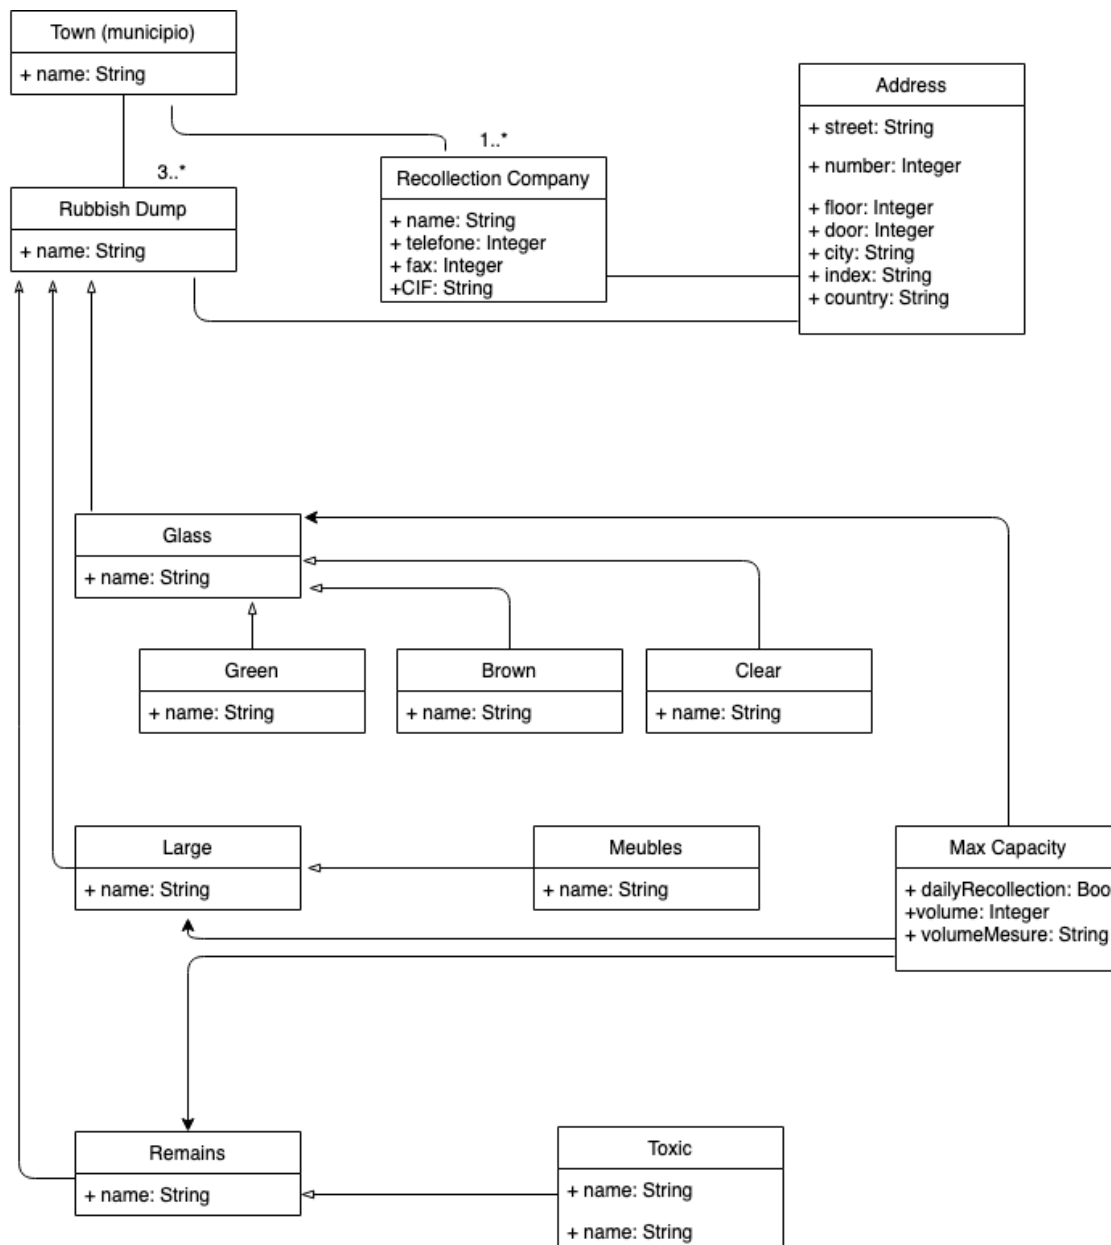 Town (municipio)
+ name: String
Address
+ street: String
+ number: Integer
+ floor: Integer
+ door: Integer
+ city: String
+ index: String
+ country: String
1..*
Recollection Company
+ name: String
+ telefone: Integer
+ fax: Integer
+CIF: String
3..*
Rubbish Dump
+ name: String
Glass
+ name: String
Green
+ name: String
Brown
+ name: String
Clear
+ name: String
Large
+ name: String
Meubles
+ name: String
Max Capacity
+ dailyRecollection: Boo
+volume: Integer
+ volumeMesure: String
Remains
+ name: String
Toxic
+ name: String
+ name: String